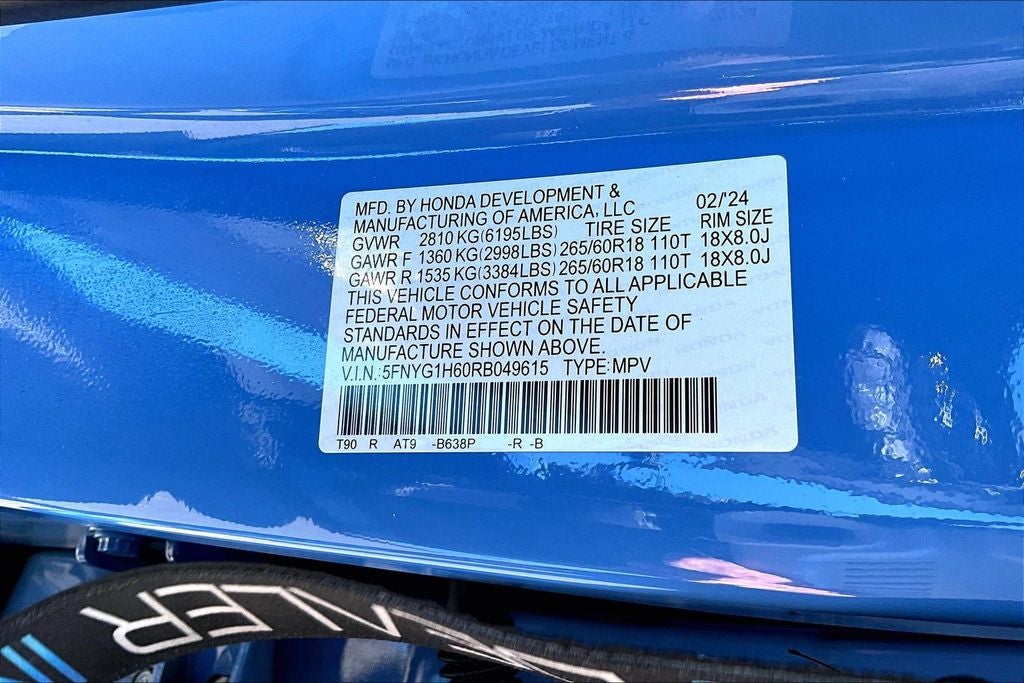 MFD. BY HONDA DEVELOPMENT & 02/'24
MANUFACTURING OF AMERICA, LLC
GVWR 2810 KG(6195LBS) TIRE SIZE RIM SIZE
GAWR F 1360 KG(2998LBS) 265/60R18 110T 18X8.0J
GAWR R 1535 KG(3384LBS) 265/60R18 110T 18X8.0J
THIS VEHICLE CONFORMS TO ALL APPLICABLE
FEDERAL MOTOR VEHICLE SAFETY
STANDARDS IN EFFECT ON THE DATE OF
MANUFACTURE SHOWN ABOVE.
V.I.N.: 5FNYG1H60RB049615 TYPE:MPV
T90 R AT9 -B638P -R -B